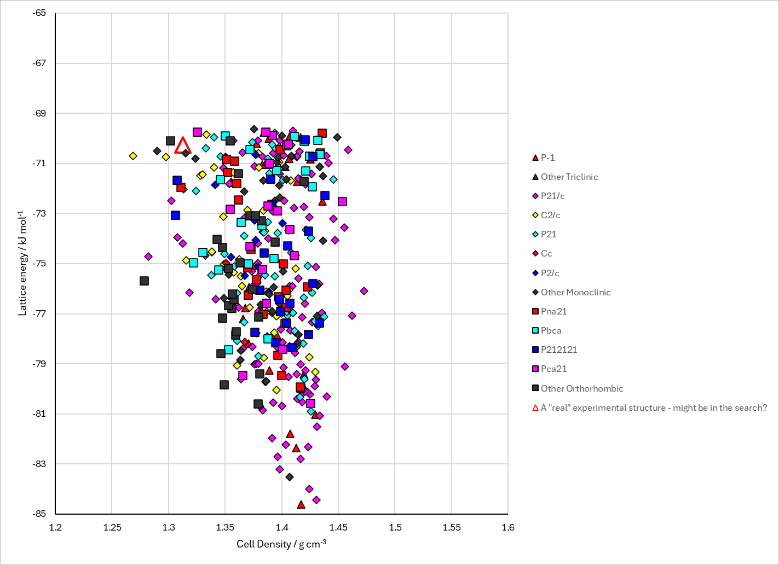 -65
-67
-69
-71
-73
-75
-77
-79
-81
-83
-85
Lattice energy / kJ mol-1
1.2
1.25
1.3
1.35
1.4
1.45
1.5
1.55
1.6
Cell Density / g cm-3
P-1
Other Triclinic
P21/c
C2/c
P21
Cc
P2/c
Other Monoclinic
Pna21
Pbca
P212121
Pca21
Other Orthorhombic
A "real" experimental structure - might be in the search?